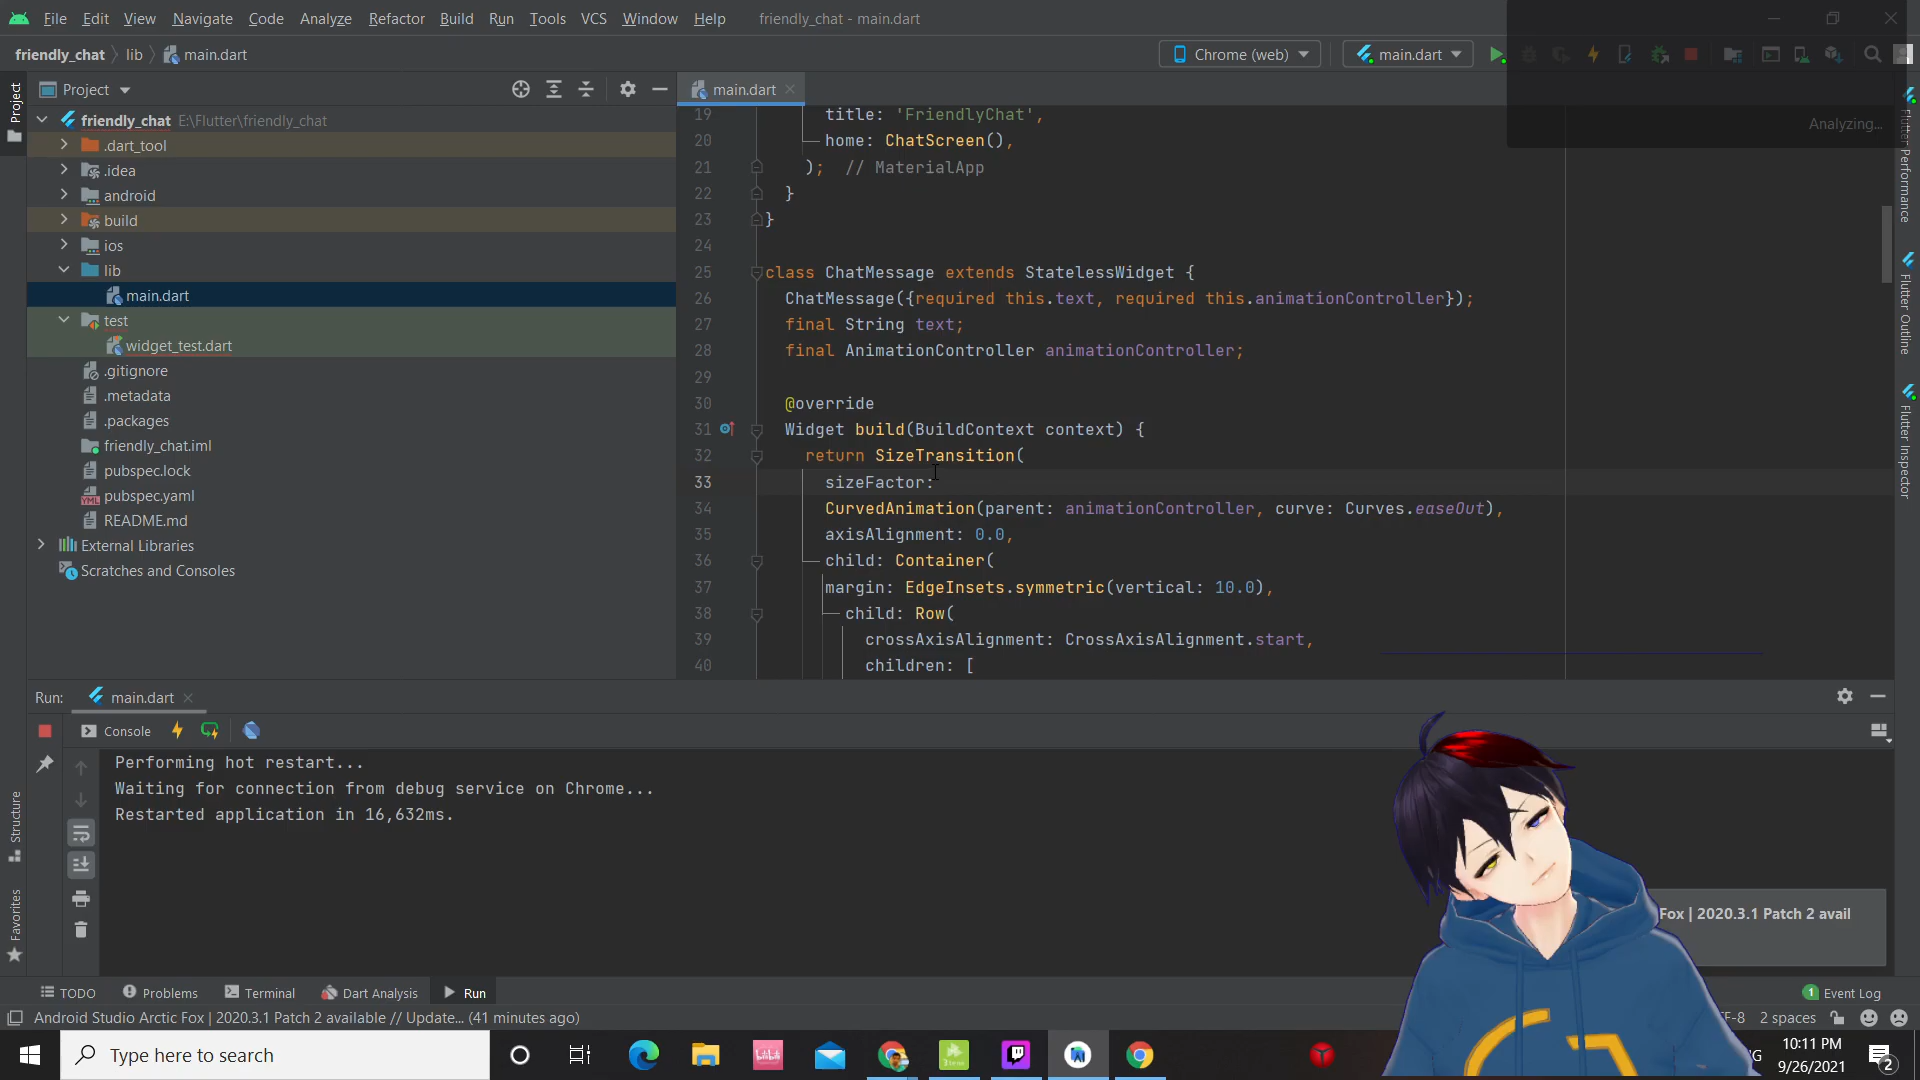 File Edit View Navigate Code Analyze Refactor Build Run Tools VCS Window Help friendly_chat - main.dart
friendly_chat lib main.dart Chrome (web) main.dart
Project main.dart
friendly_chat E:\Flutter\friendly_chat
.dart_tool
.idea
android
build
ios
lib
main.dart
test
widget_test.dart
.gitignore
.metadata
.packages
friendly_chat.iml
pubspec.lock
pubspec.yaml
README.md
External Libraries
Scratches and Consoles
Project
Structure
Favorites
19 title: 'FriendlyChat',
20 home: ChatScreen(),
21 ); // MaterialApp
22 }
23 }
24
25 class ChatMessage extends StatelessWidget {
26 ChatMessage({required this.text, required this.animationController});
27 final String text;
28 final AnimationController animationController;
29
30 @override
31 Widget build(BuildContext context) {
32 return SizeTransition(
33 sizeFactor:
34 CurvedAnimation(parent: animationController, curve: Curves.easeOut),
35 axisAlignment: 0.0,
36 child: Container(
37 margin: EdgeInsets.symmetric(vertical: 10.0),
38 child: Row(
39 crossAxisAlignment: CrossAxisAlignment.start,
40 children: [
Analyzing...
Flutter Performance
Flutter Outline
Flutter Inspector
Run: main.dart
Console
Performing hot restart...
Waiting for connection from debug service on Chrome...
Restarted application in 16,632ms.
Fox | 2020.3.1 Patch 2 avail
TODO Problems Terminal Dart Analysis Run 1 Event Log
Android Studio Arctic Fox | 2020.3.1 Patch 2 available // Update... (41 minutes ago) 2 spaces
Type here to search
10:11 PM
9/26/2021
2